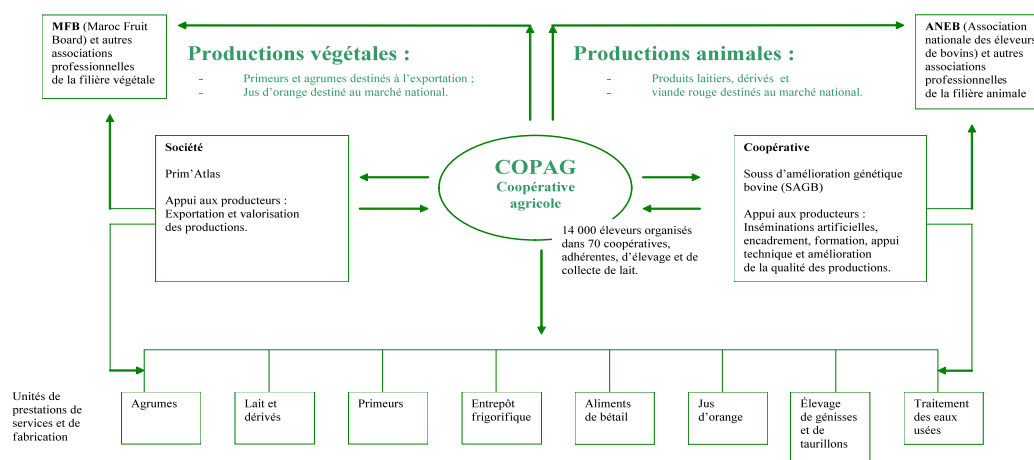 MFB (Maroc Fruit
Board) et autres
associations
professionnelles
de la filière végétale
Productions végétales :
- Primeurs et agrumes destinés à l'exportation ;
- Jus d'orange destiné au marché national.
Productions animales :
- Produits laitiers, dérivés et
- viande rouge destinés au marché national.
ANEB (Association
nationale des éleveurs
de bovins) et autres
associations
professionnelles
de la filière animale
Société
Prim'Atlas
Appui aux producteurs :
Exportation et valorisation
des productions.
COPAG
Coopérative
agricole
14 000 éleveurs organisés
dans 70 coopératives,
adhérentes, d'élevage et de
collecte de lait.
Coopérative
Souss d'amélioration génétique
bovine (SAGB)
Appui aux producteurs :
Inséminations artificielles,
encadrement, formation, appui
technique et amélioration
de la qualité des productions.
Unités de
prestations de
services et de
fabrication
Agrumes
Lait et
dérivés
Primeurs
Entrepôt
frigorifique
Aliments
de bétail
Jus
d'orange
Élevage
de génisses
et de
taurillons
Traitement
des eaux
usées